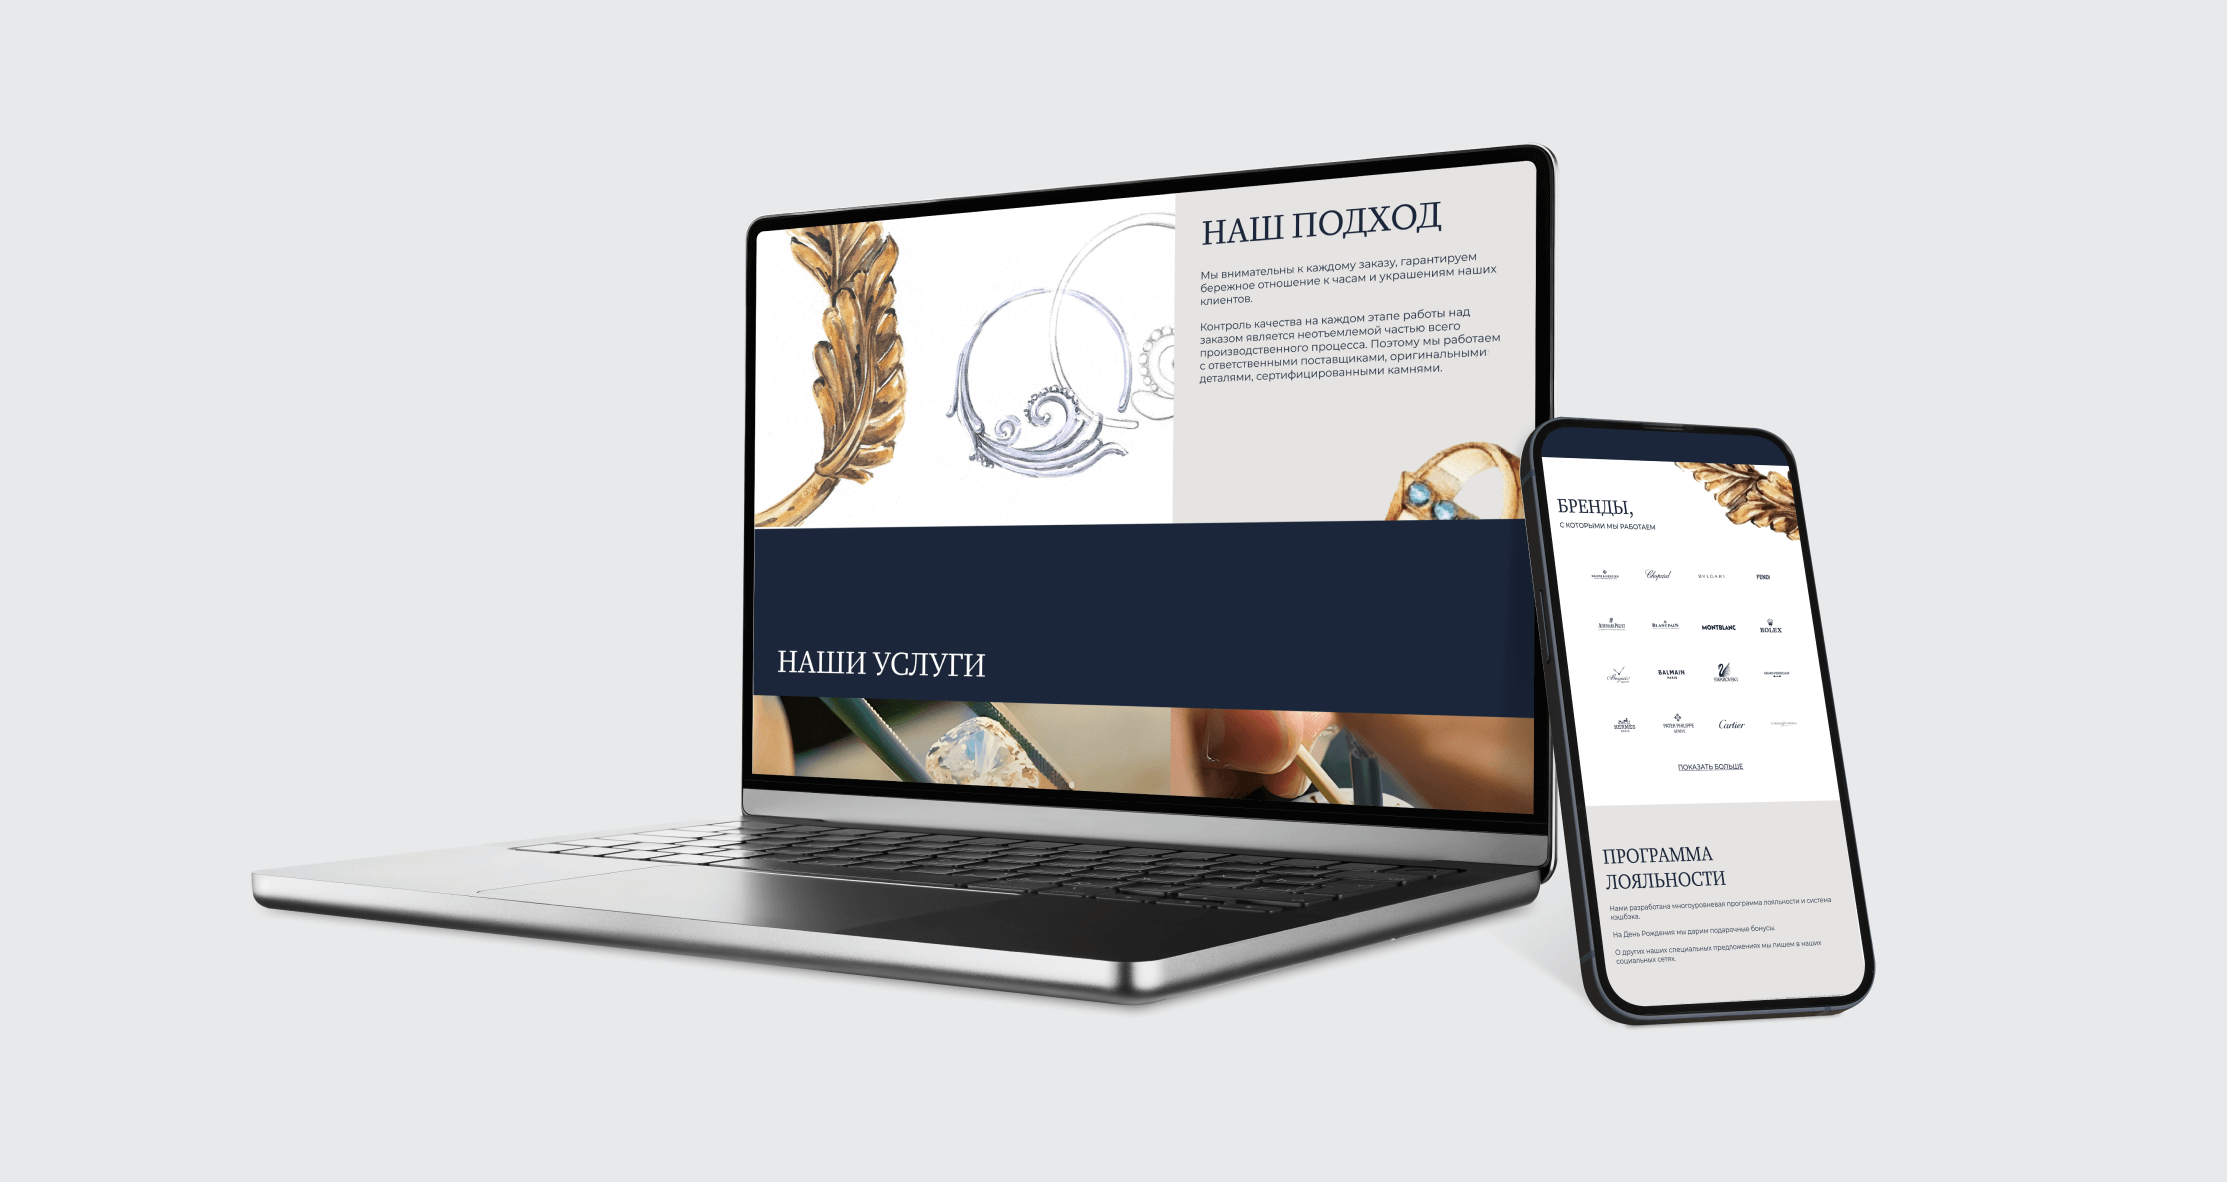 НАШ ПОДХОД
Мы внимательны к каждому заказу, гарантируем
бережное отношение к часам и украшениям наших
клиентов.
Контроль качества на каждом этапе работы над
заказом является неотъемлемой частью всего
производственного процесса. Поэтому мы работаем
с ответственными поставщиками, оригинальными
деталями, сертифицированными камнями.
НАШИ УСЛУГИ
БРЕНДЫ,
С КОТОРЫМИ МЫ РАБОТАЕМ
Chopard
BVLGARI
FENDI
AUDEMARS PIGUET
BLANCPAIN
MONTBLANC
ROLEX
Breguet
BALMAIN
PARIS
SWAROVSKI
HERMES
PARIS
PATEK PHILIPPE
GENEVE
Cartier
ПОКАЗАТЬ БОЛЬШЕ
ПРОГРАММА
ЛОЯЛЬНОСТИ
Нами разработана многоуровневая программа лояльности и система
кэшбэка.
На День Рождения мы дарим подарочные бонусы.
О других наших специальных предложениях мы пишем в наших
социальных сетях.